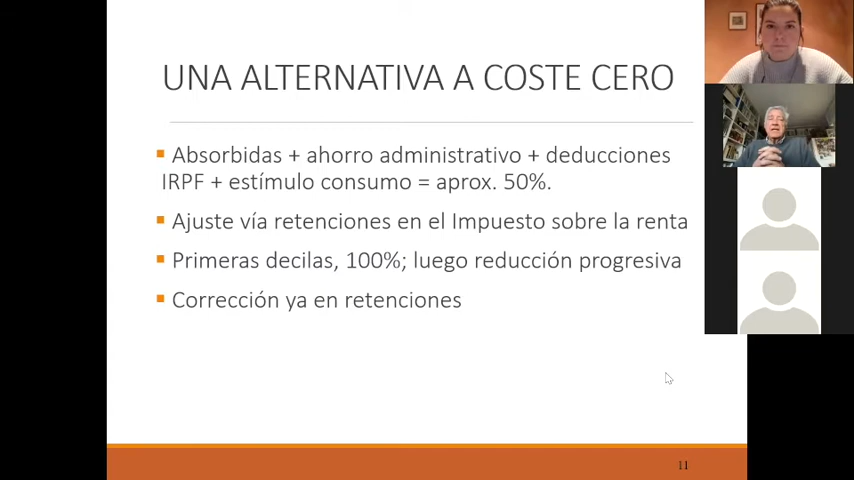 UNA ALTERNATIVA A COSTE CERO
▪ Absorbidas + ahorro administrativo + deducciones
IRPF + estímulo consumo = aprox. 50%.
▪ Ajuste vía retenciones en el Impuesto sobre la renta
▪ Primeras decilas, 100%; luego reducción progresiva
▪ Corrección ya en retenciones
11